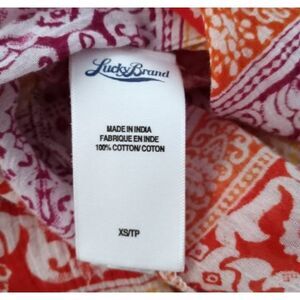 Lucky Brand
MADE IN INDIA
FABRIQUE EN INDE
100% COTTON/ COTON
XS/TP